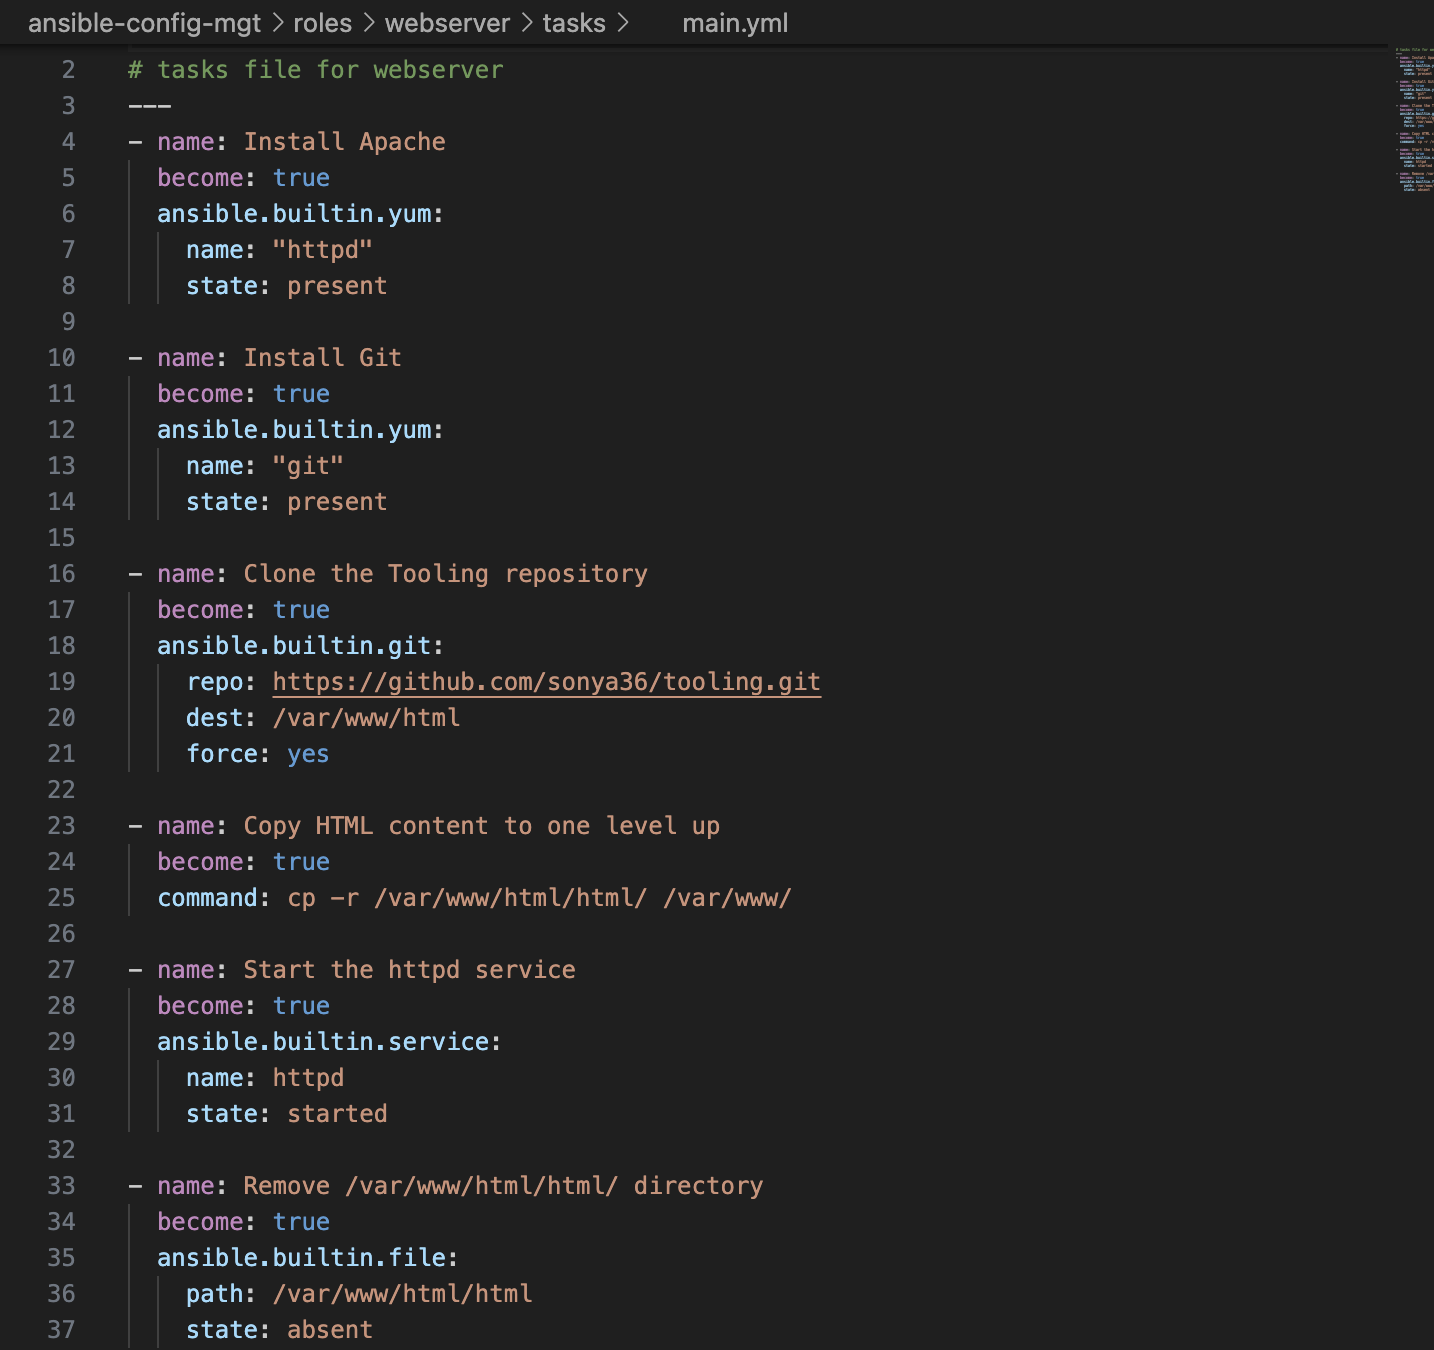 ansible-config-mgt > roles > webserver > tasks > main.yml
2 # tasks file for webserver
3 ---
4 - name: Install Apache
5   become: true
6   ansible.builtin.yum:
7     name: "httpd"
8     state: present
9
10 - name: Install Git
11   become: true
12   ansible.builtin.yum:
13     name: "git"
14     state: present
15
16 - name: Clone the Tooling repository
17   become: true
18   ansible.builtin.git:
19     repo: https://github.com/sonya36/tooling.git
20     dest: /var/www/html
21     force: yes
22
23 - name: Copy HTML content to one level up
24   become: true
25   command: cp -r /var/www/html/html/ /var/www/
26
27 - name: Start the httpd service
28   become: true
29   ansible.builtin.service:
30     name: httpd
31     state: started
32
33 - name: Remove /var/www/html/html/ directory
34   become: true
35   ansible.builtin.file:
36     path: /var/www/html/html
37     state: absent